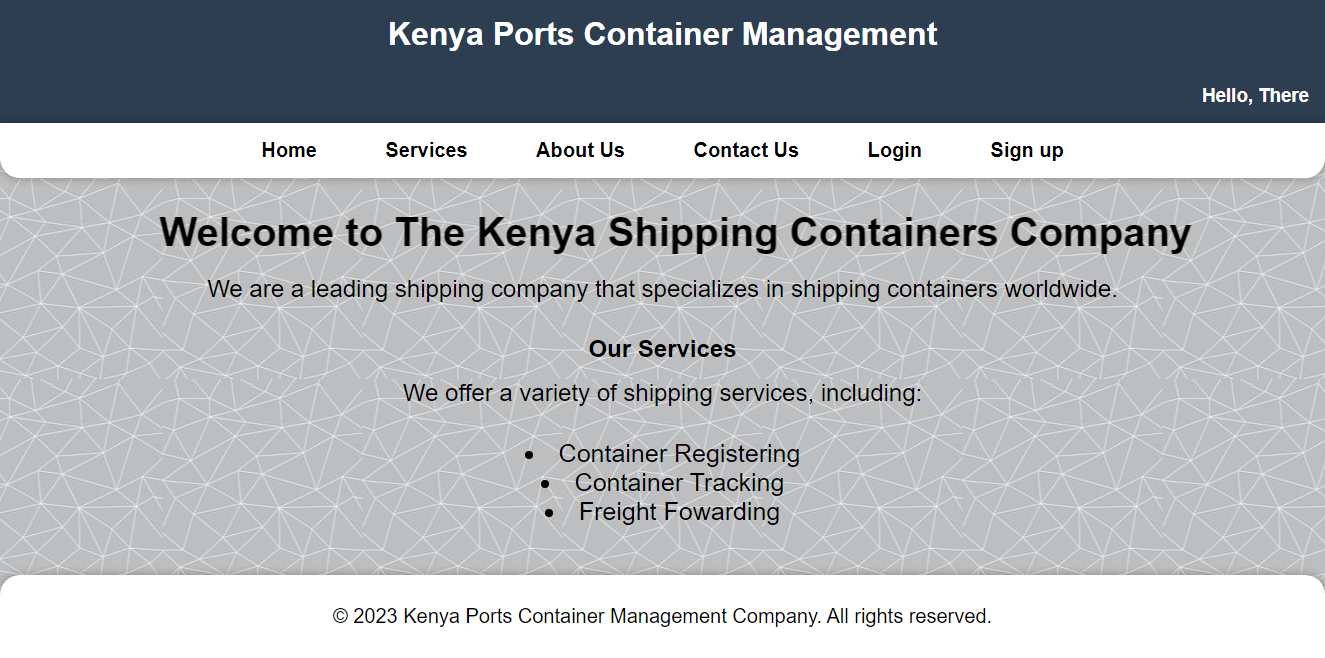 Kenya Ports Container Management
Hello, There
Home Services About Us Contact Us Login Sign up
Welcome to The Kenya Shipping Containers Company
We are a leading shipping company that specializes in shipping containers worldwide.
Our Services
We offer a variety of shipping services, including:
• Container Registering
• Container Tracking
• Freight Fowarding
© 2023 Kenya Ports Container Management Company. All rights reserved.